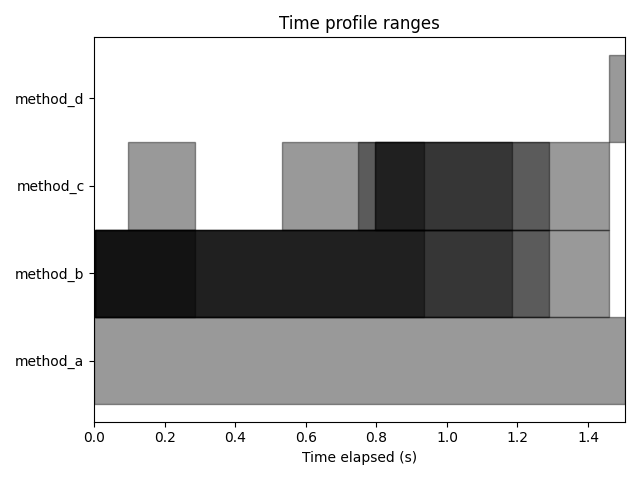 Time profile ranges
method_d
method_c
method_b
method_a
0.0 0.2 0.4 0.6 0.8 1.0 1.2 1.4
Time elapsed (s)